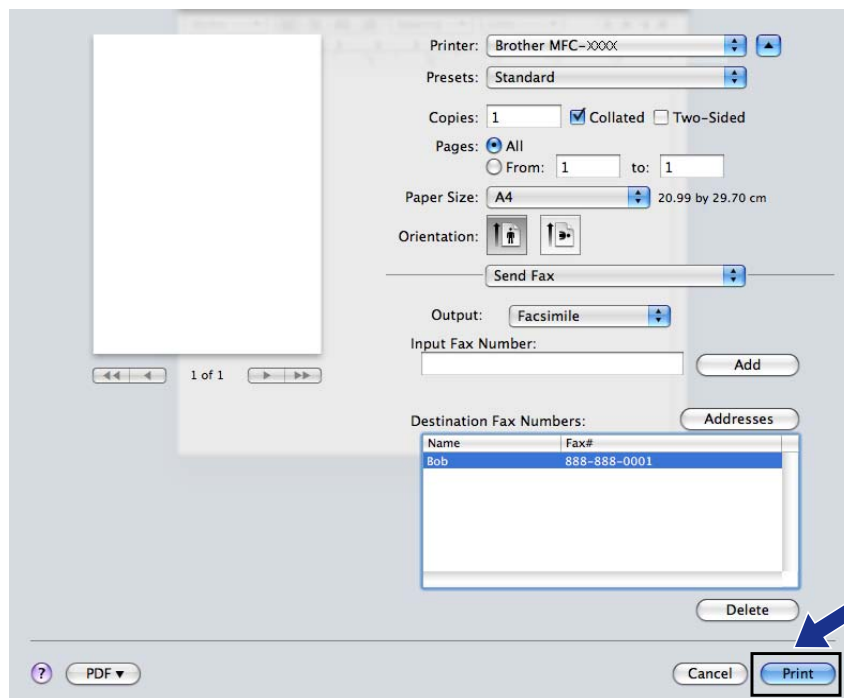 Printer: Brother MFC-XXXX
Presets: Standard
Copies: 1 Collated Two-Sided
Pages: All
From: 1 to: 1
Paper Size: A4 20.99 by 29.70 cm
Orientation:
Send Fax
Output: Facsimile
Input Fax Number:
Add
1 of 1
Destination Fax Numbers: Addresses
Name Fax#
Bob 888-888-0001
Delete
? PDF Cancel Print